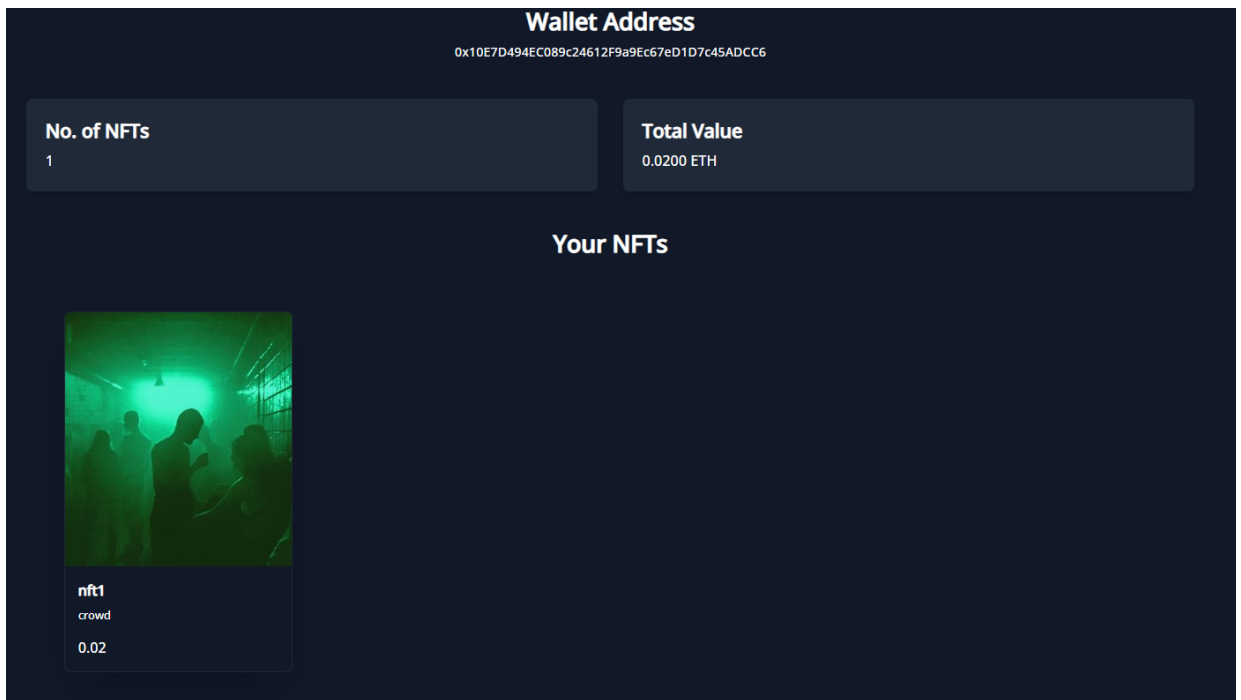 Wallet Address
0x10E7D494EC089c24612F9a9Ec67eD1D7c45ADCC6
No. of NFTs
1
Total Value
0.0200 ETH
Your NFTs
nft1
crowd
0.02